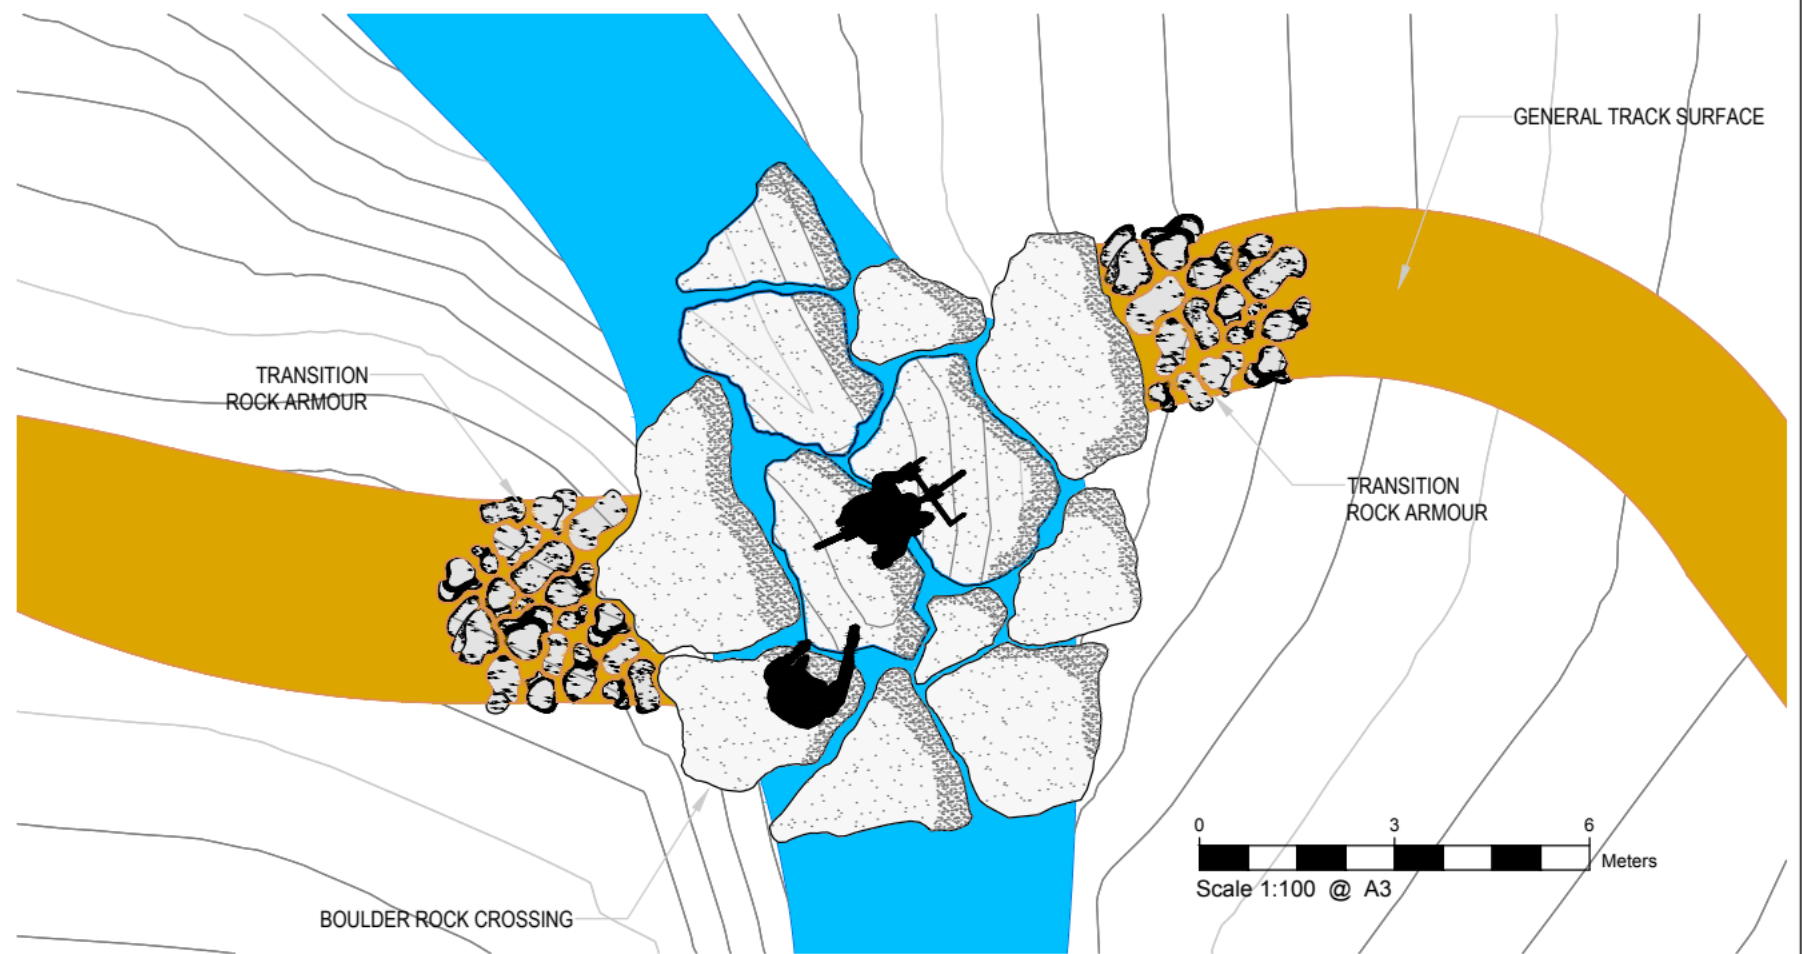 GENERAL TRACK SURFACE
TRANSITION
ROCK ARMOUR
TRANSITION
ROCK ARMOUR
BOULDER ROCK CROSSING
0 3 6
Meters
Scale 1:100 @ A3